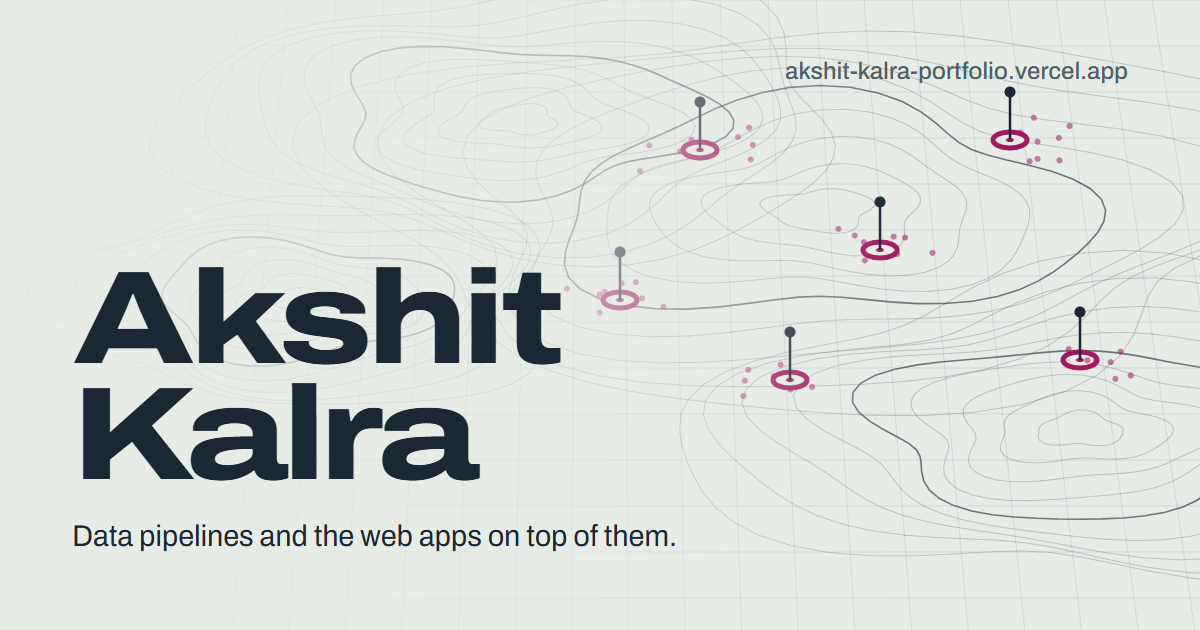 akshit-kalra-portfolio.vercel.app
Akshit
Kalra
Data pipelines and the web apps on top of them.